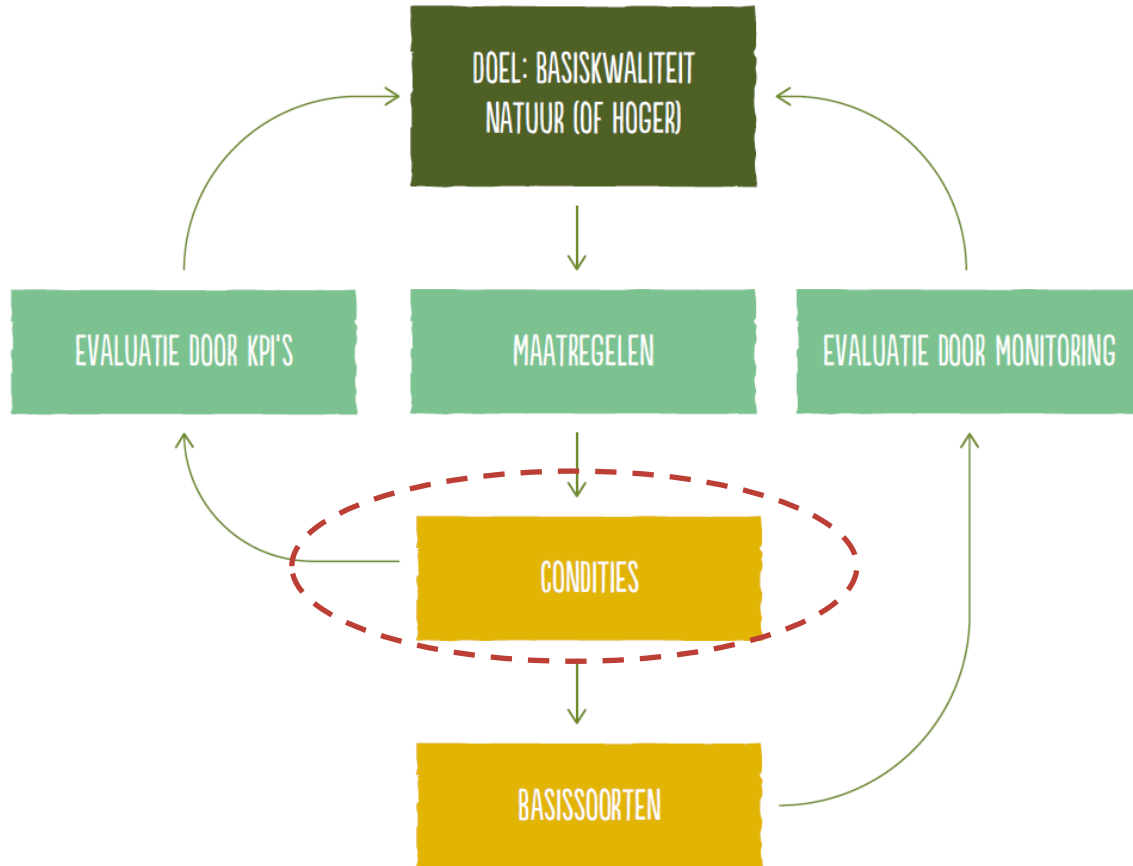 DOEL: BASISKWALITEIT
NATUUR (OF HOGER)
EVALUATIE DOOR KPI'S
MAATREGELEN
EVALUATIE DOOR MONITORING
CONDITIES
BASISSOORTEN